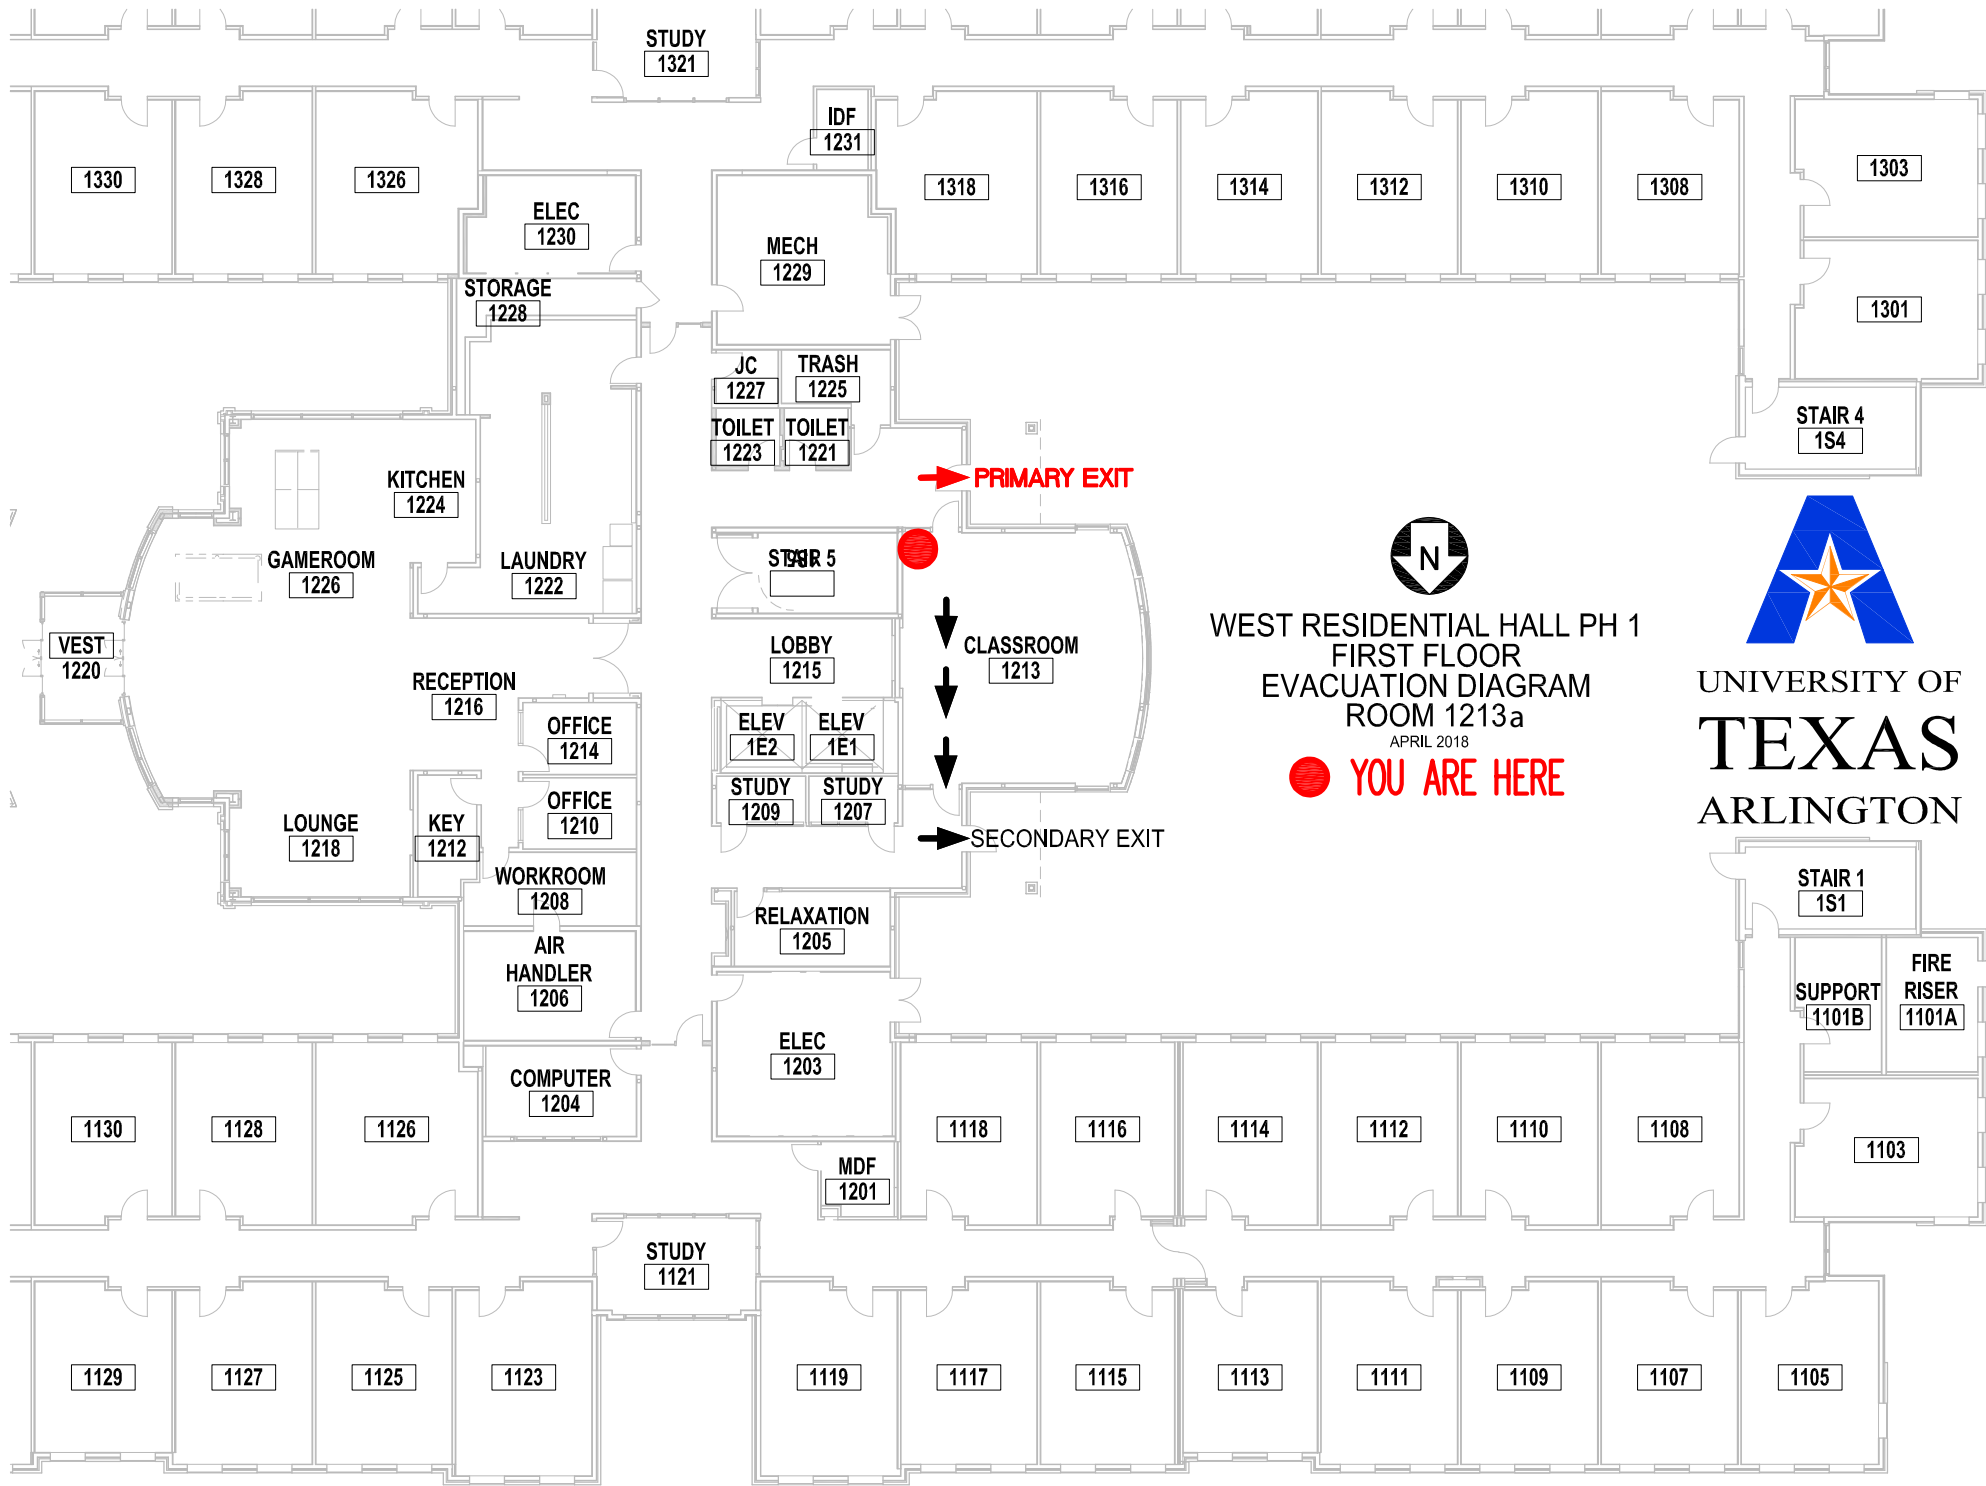 STUDY
1321
IDF
1231
1330
1328
1326
1318
1316
1314
1312
1310
1308
1303
ELEC
1230
MECH
1229
STORAGE
1228
1301
JC
1227
TRASH
1225
TOILET
1223
TOILET
1221
STAIR 4
1S4
KITCHEN
1224
PRIMARY EXIT
GAMEROOM
1226
LAUNDRY
1222
STAIR 5
N
VEST
1220
RECEPTION
1216
LOBBY
1215
CLASSROOM
1213
WEST RESIDENTIAL HALL PH 1
FIRST FLOOR
EVACUATION DIAGRAM
ROOM 1213a
APRIL 2018
YOU ARE HERE
UNIVERSITY OF
TEXAS
ARLINGTON
OFFICE
1214
ELEV
1E2
ELEV
1E1
OFFICE
1210
STUDY
1209
STUDY
1207
LOUNGE
1218
KEY
1212
SECONDARY EXIT
WORKROOM
1208
RELAXATION
1205
STAIR 1
1S1
AIR
HANDLER
1206
SUPPORT
1101B
FIRE
RISER
1101A
ELEC
1203
COMPUTER
1204
1130
1128
1126
1118
1116
1114
1112
1110
1108
1103
MDF
1201
STUDY
1121
1129
1127
1125
1123
1119
1117
1115
1113
1111
1109
1107
1105